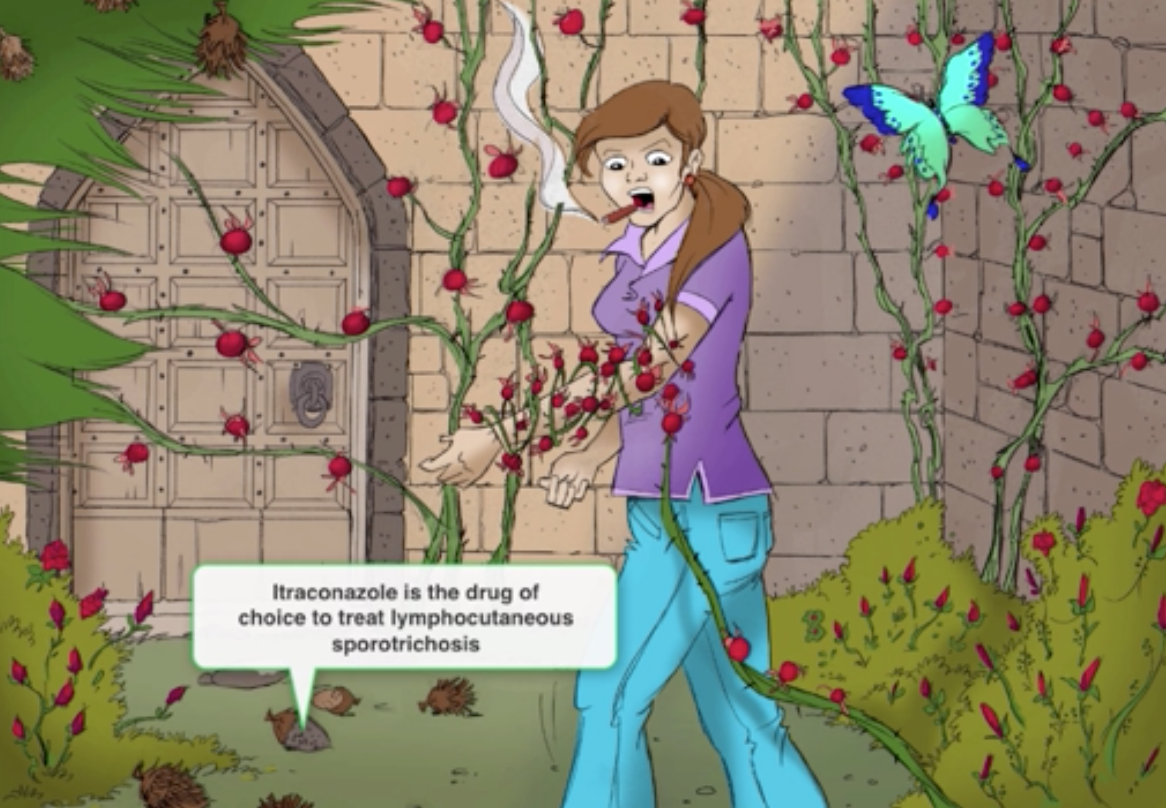 Itraconazole is the drug of
choice to treat lymphocutaneous
sporotrichosis